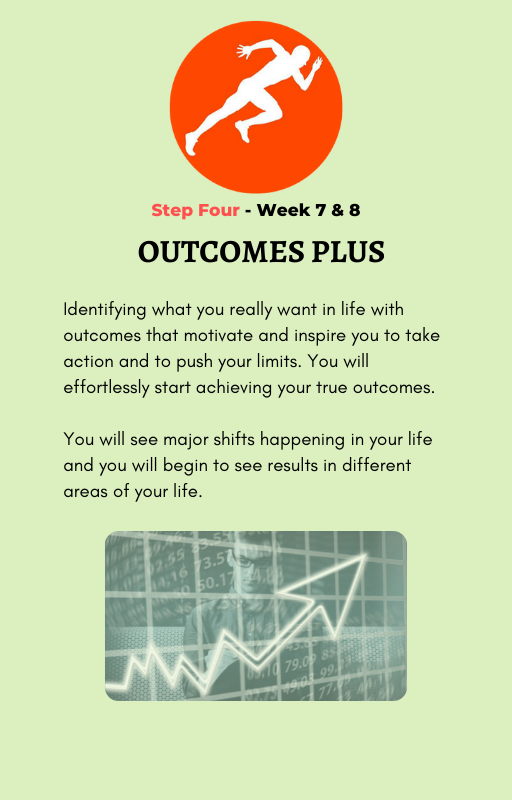 Step Four - Week 7 & 8
OUTCOMES PLUS
Identifying what you really want in life with
outcomes that motivate and inspire you to take
action and to push your limits. You will
effortlessly start achieving your true outcomes.
You will see major shifts happening in your life
and you will begin to see results in different
areas of your life.